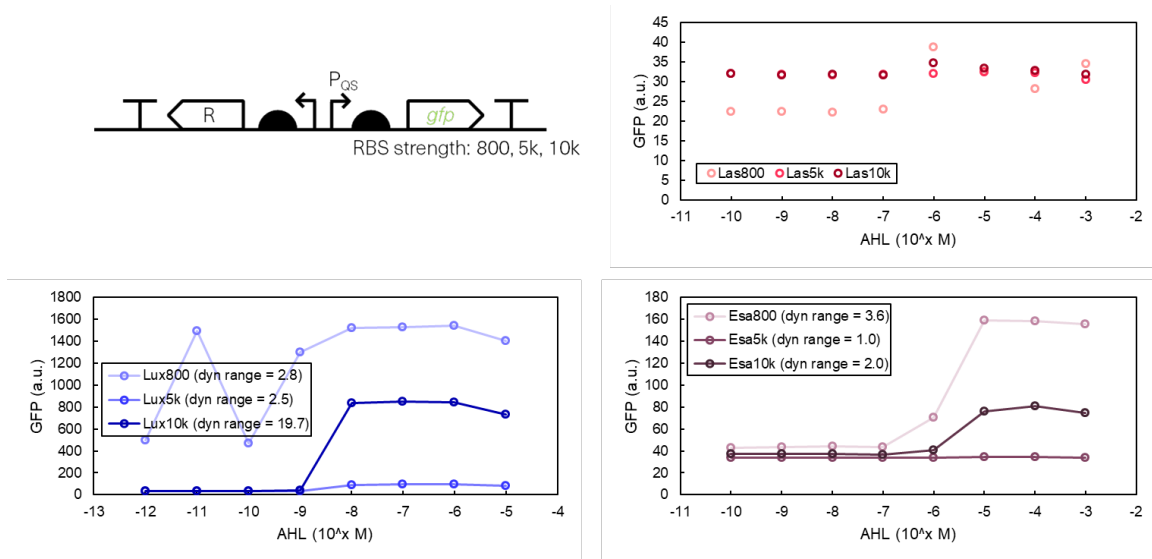 R
P_QS
gfp
RBS strength: 800, 5k, 10k
45
40
35
30
25
20
15
10
5
0
GFP (a.u.)
Las800 Las5k Las10k
-11 -10 -9 -8 -7 -6 -5 -4 -3 -2
AHL (10^x M)
1800
1600
1400
1200
1000
800
600
400
200
0
GFP (a.u.)
Lux800 (dyn range = 2.8)
Lux5k (dyn range = 2.5)
Lux10k (dyn range = 19.7)
-13 -12 -11 -10 -9 -8 -7 -6 -5 -4
AHL (10^x M)
180
160
140
120
100
80
60
40
20
0
GFP (a.u.)
Esa800 (dyn range = 3.6)
Esa5k (dyn range = 1.0)
Esa10k (dyn range = 2.0)
-11 -10 -9 -8 -7 -6 -5 -4 -3 -2
AHL (10^x M)